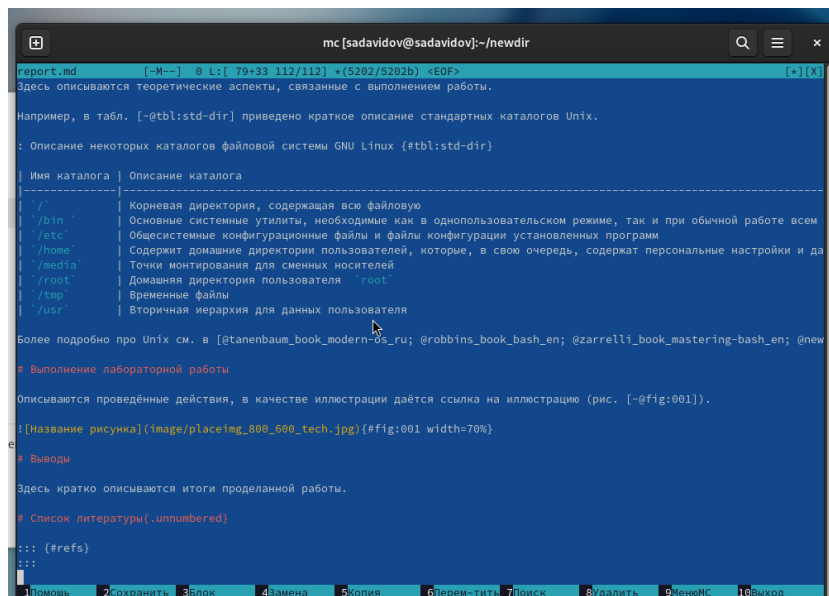 mc [sadavidov@sadavidov]:~/newdir
report.md [-M--] 0 L:[ 79+33 112/112] *(5202/5202b) <EOF> [*][X]
Здесь описываются теоретические аспекты, связанные с выполнением работы.
Например, в табл. [-@tbl:std-dir] приведено краткое описание стандартных каталогов Unix.
: Описание некоторых каталогов файловой системы GNU Linux {#tbl:std-dir}
| Имя каталога | Описание каталога
|--------------|----------------------------------------------------------------------------------------------
| `/` | Корневая директория, содержащая всю файловую
| `/bin ` | Основные системные утилиты, необходимые как в однопользовательском режиме, так и при обычной работе всем
| `/etc` | Общесистемные конфигурационные файлы и файлы конфигурации установленных программ
| `/home` | Содержит домашние директории пользователей, которые, в свою очередь, содержат персональные настройки и да
| `/media` | Точки монтирования для сменных носителей
| `/root` | Домашняя директория пользователя `root`
| `/tmp` | Временные файлы
| `/usr` | Вторичная иерархия для данных пользователя
Более подробно про Unix см. в [@tanenbaum_book_modern-os_ru; @robbins_book_bash_en; @zarrelli_book_mastering-bash_en; @new
# Выполнение лабораторной работы
Описываются проведённые действия, в качестве иллюстрации даётся ссылка на иллюстрацию (рис. [-@fig:001]).
![Название рисунка](image/placeimg_800_600_tech.jpg){#fig:001 width=70%}
# Выводы
Здесь кратко описываются итоги проделанной работы.
# Список литературы{.unnumbered}
::: {#refs}
:::
1Помощь 2Сохранить 3Блок 4Замена 5Копия 6Перем~тить 7Поиск 8Удалить 9МенюMC 10Выход